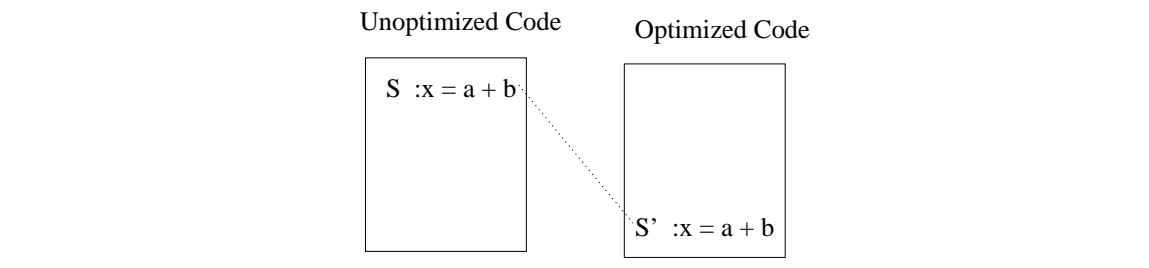 Unoptimized Code
Optimized Code
S :x = a + b
S’ :x = a + b